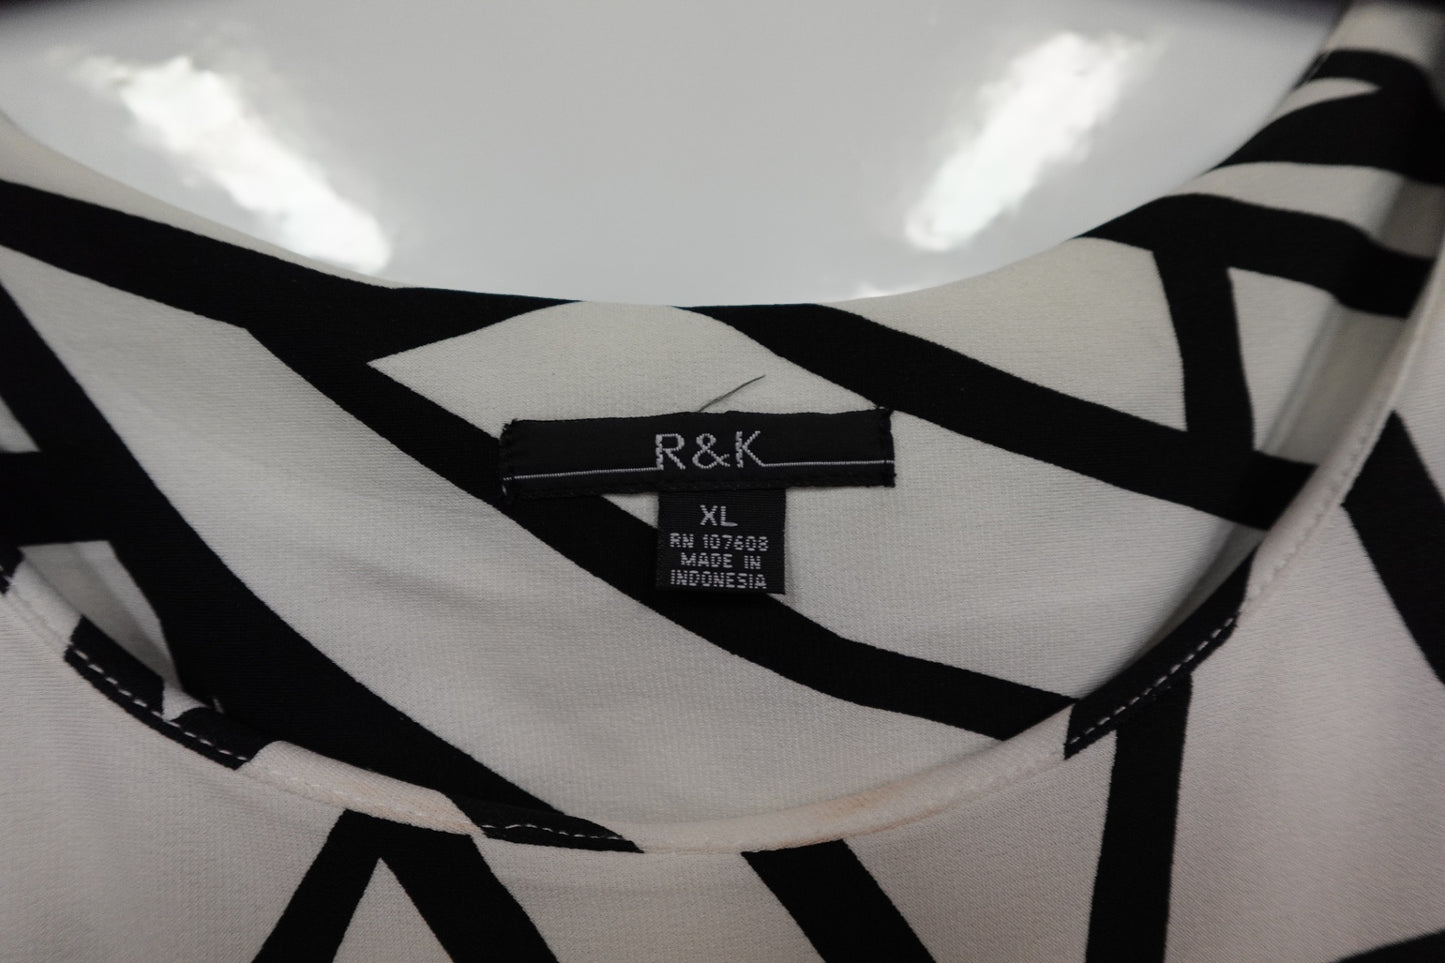 R&K
XL
RN 107608
MADE IN
INDONESIA